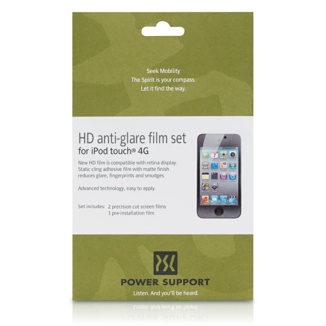 Seek Mobility
The Spirit is your compass
Let it find the way.
HD anti-glare film set
for iPod touch® 4G
New HD film is compatible with retina display.
Static cling adhesive film with matte finish
reduces glare, fingerprints and smudges.
Advanced technology, easy to apply.
Set includes: 2 precision cut screen films
1 pre-installation film
POWER SUPPORT
Listen. And you'll be heard.